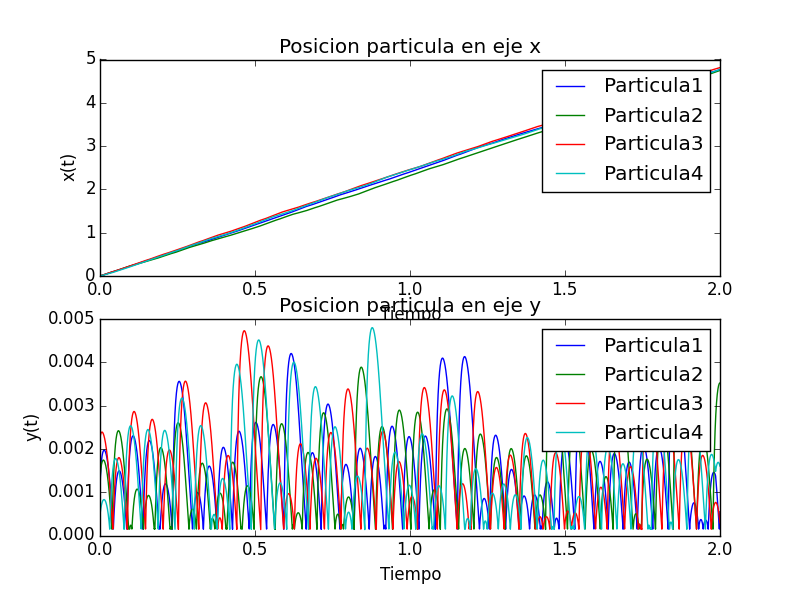 Posicion particula en eje x
x(t)
5
4
3
2
1
0
Particula1
Particula2
Particula3
Particula4
0.0 0.5 1.0 1.5 2.0
Tiempo
Posicion particula en eje y
y(t)
0.005
0.004
0.003
0.002
0.001
0.000
Particula1
Particula2
Particula3
Particula4
0.0 0.5 1.0 1.5 2.0
Tiempo